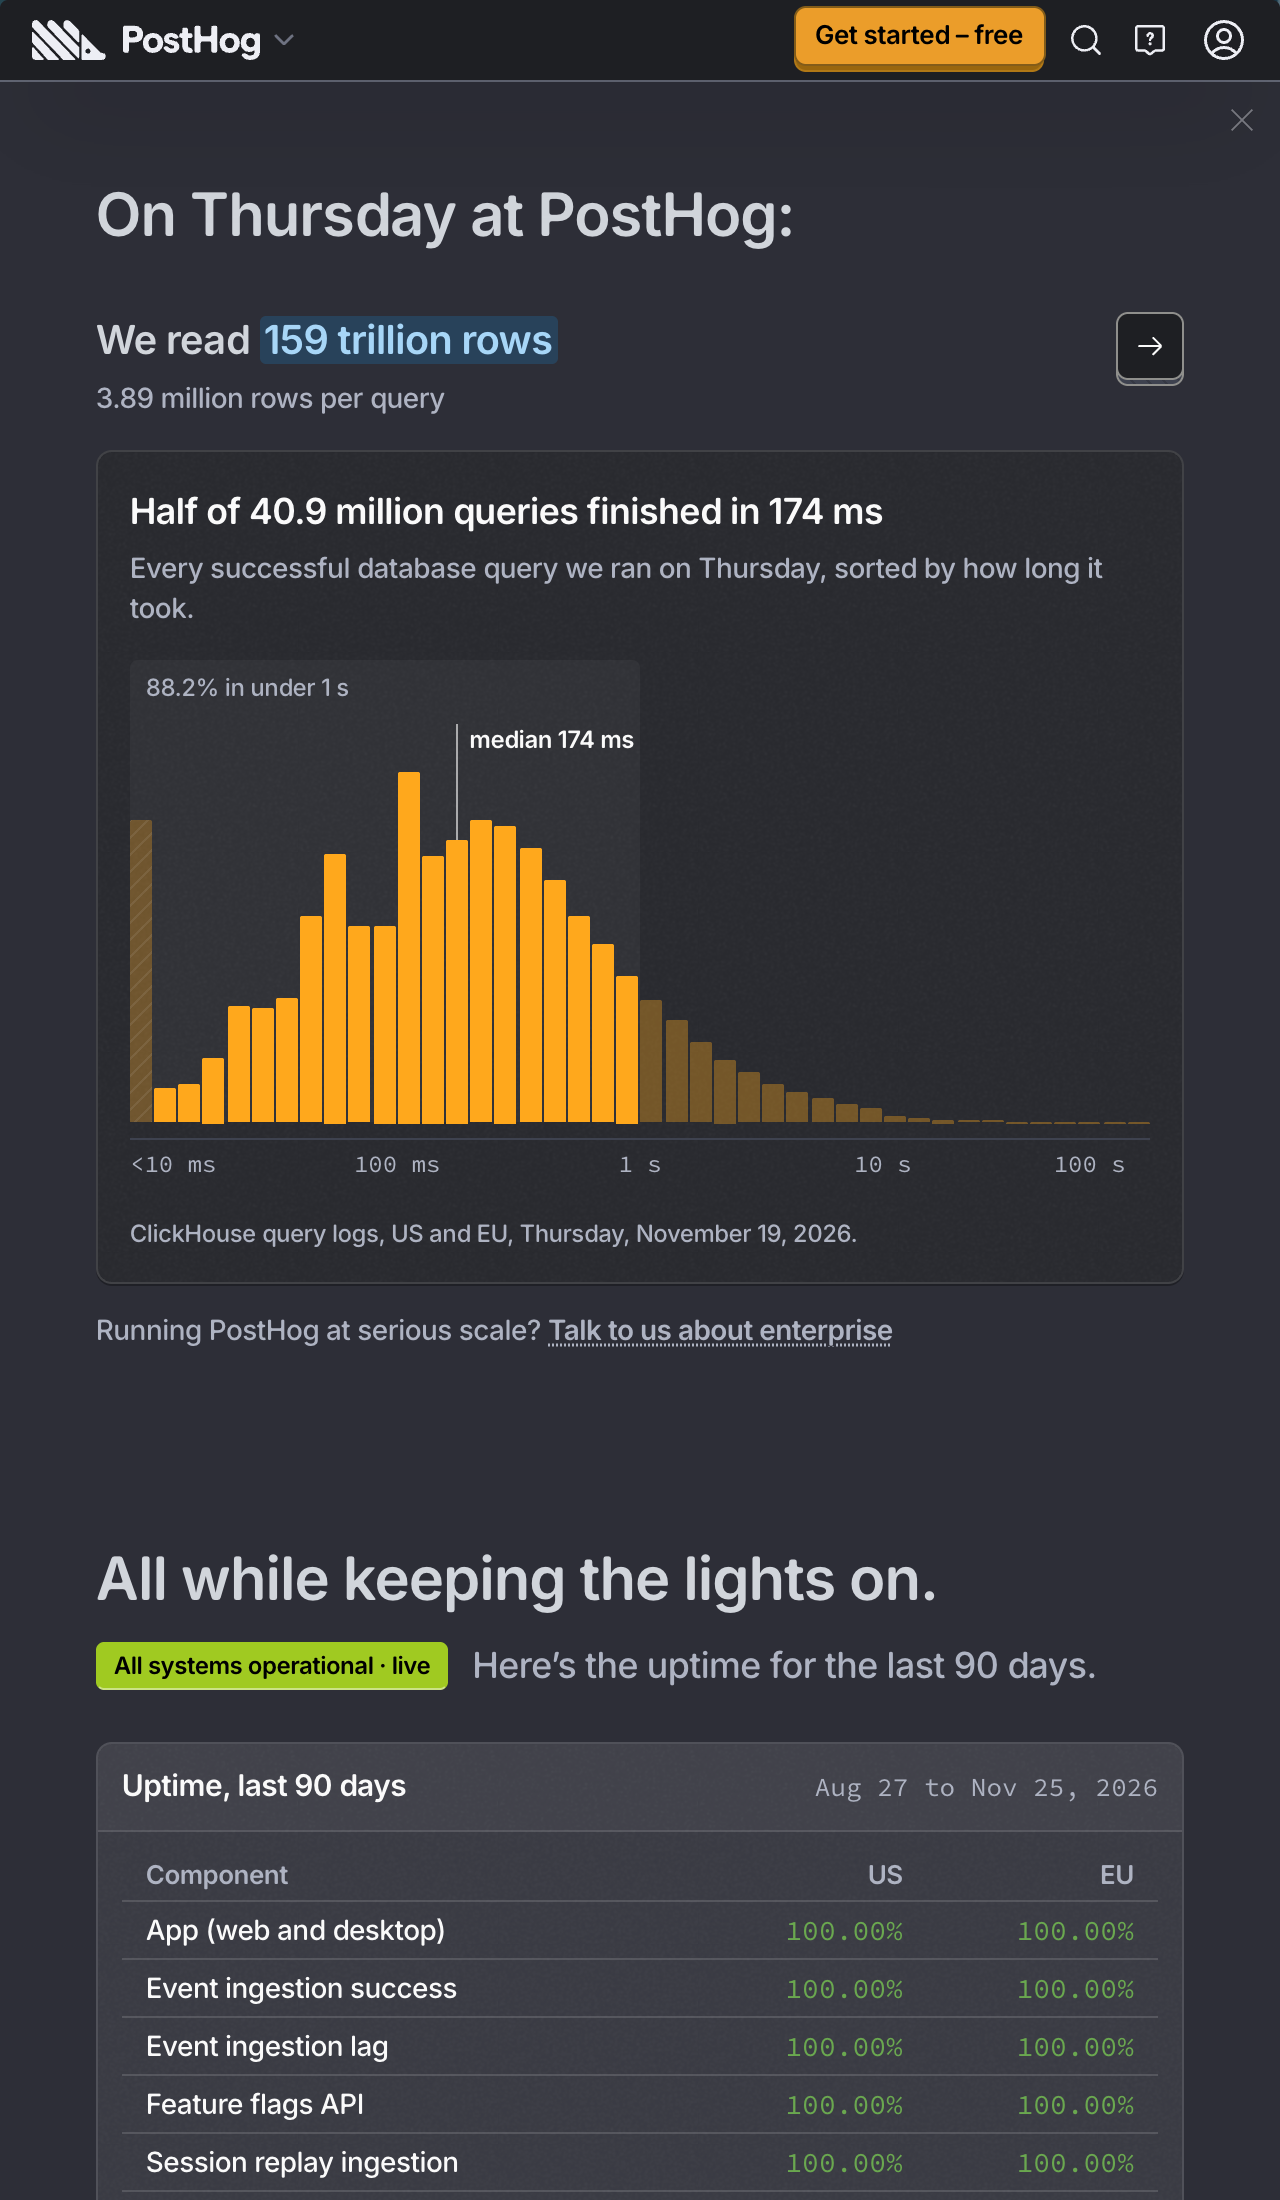 PostHog
Get started – free
On Thursday at PostHog:
We read 159 trillion rows
3.89 million rows per query
Half of 40.9 million queries finished in 174 ms
Every successful database query we ran on Thursday, sorted by how long it
took.
88.2% in under 1 s
median 174 ms
<10 ms 100 ms 1 s 10 s 100 s
ClickHouse query logs, US and EU, Thursday, November 19, 2026.
Running PostHog at serious scale? Talk to us about enterprise
All while keeping the lights on.
All systems operational · live Here’s the uptime for the last 90 days.
Uptime, last 90 days Aug 27 to Nov 25, 2026
Component US EU
App (web and desktop) 100.00% 100.00%
Event ingestion success 100.00% 100.00%
Event ingestion lag 100.00% 100.00%
Feature flags API 100.00% 100.00%
Session replay ingestion 100.00% 100.00%